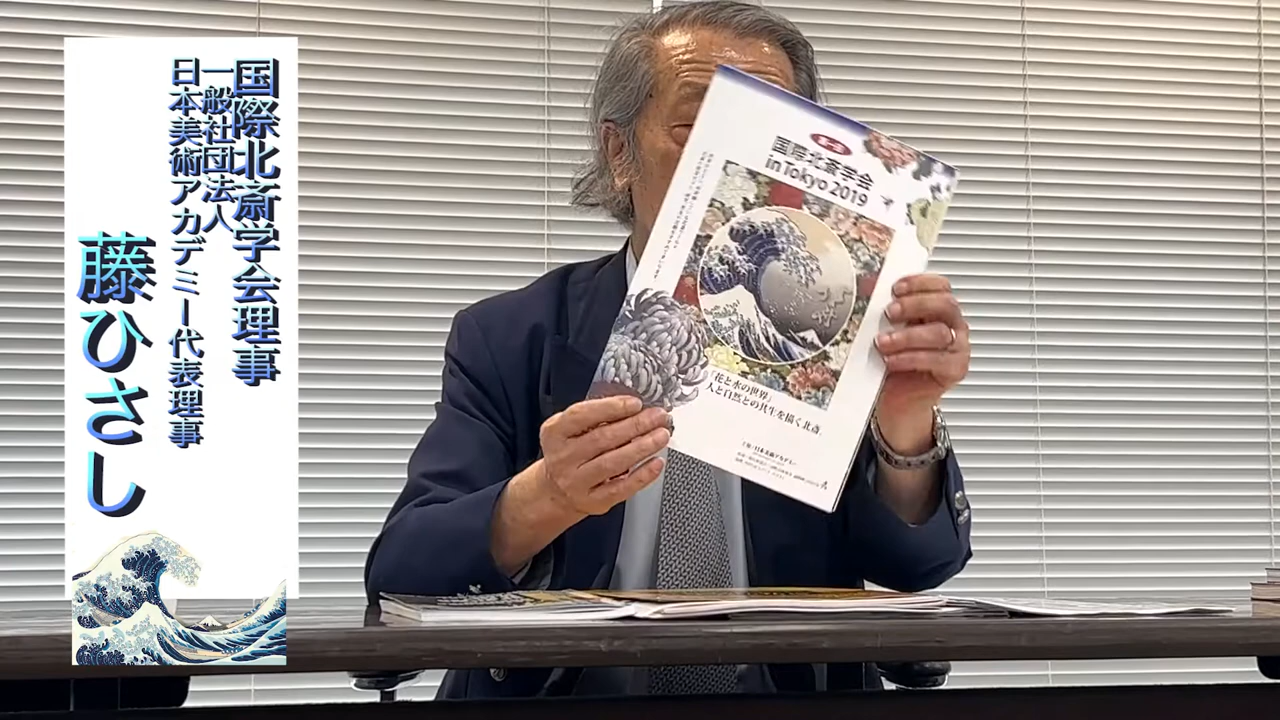 国際北斎学会理事
一般社団法人
日本美術アカデミー代表理事
藤ひさし
国際北斎学会
in Tokyo 2019
「花と水の世界」
人と自然との共生を描く北斎。